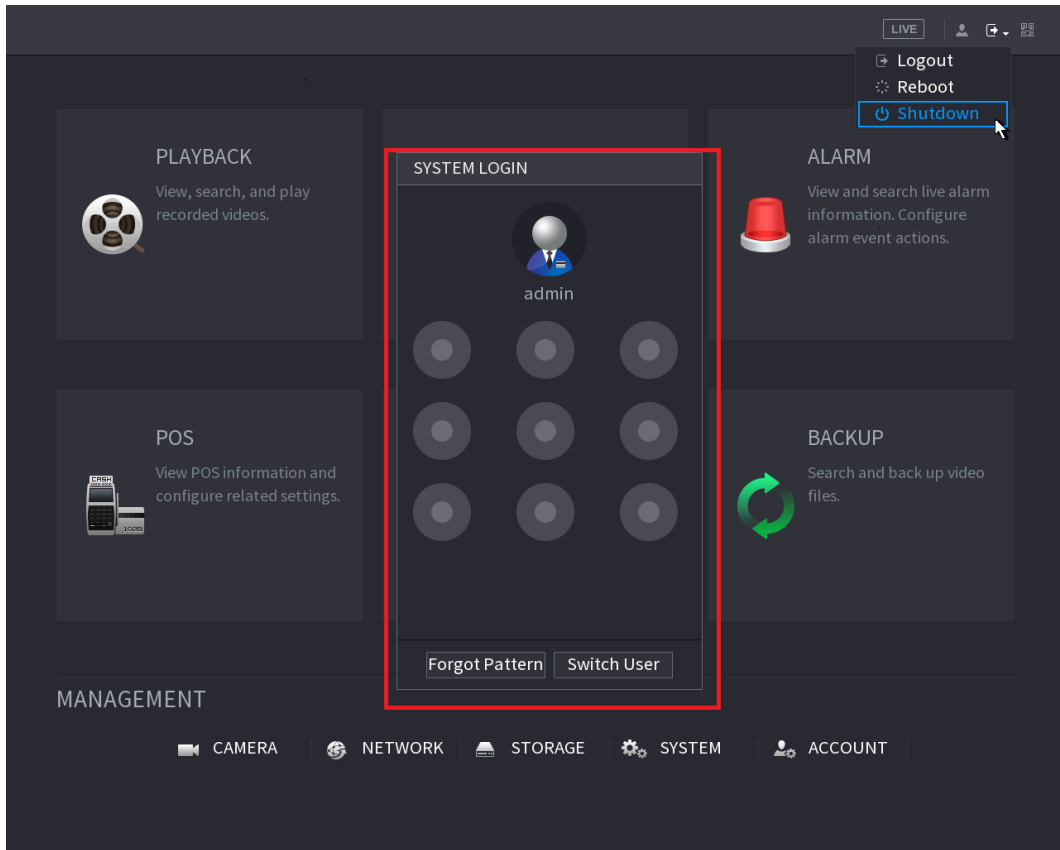 LIVE
Logout
Reboot
Shutdown
PLAYBACK
View, search, and play
recorded videos.
SYSTEM LOGIN
admin
Forgot Pattern
Switch User
ALARM
View and search live alarm
information. Configure
alarm event actions.
POS
View POS information and
configure related settings.
CASH
BACKUP
Search and back up video
files.
MANAGEMENT
CAMERA
NETWORK
STORAGE
SYSTEM
ACCOUNT